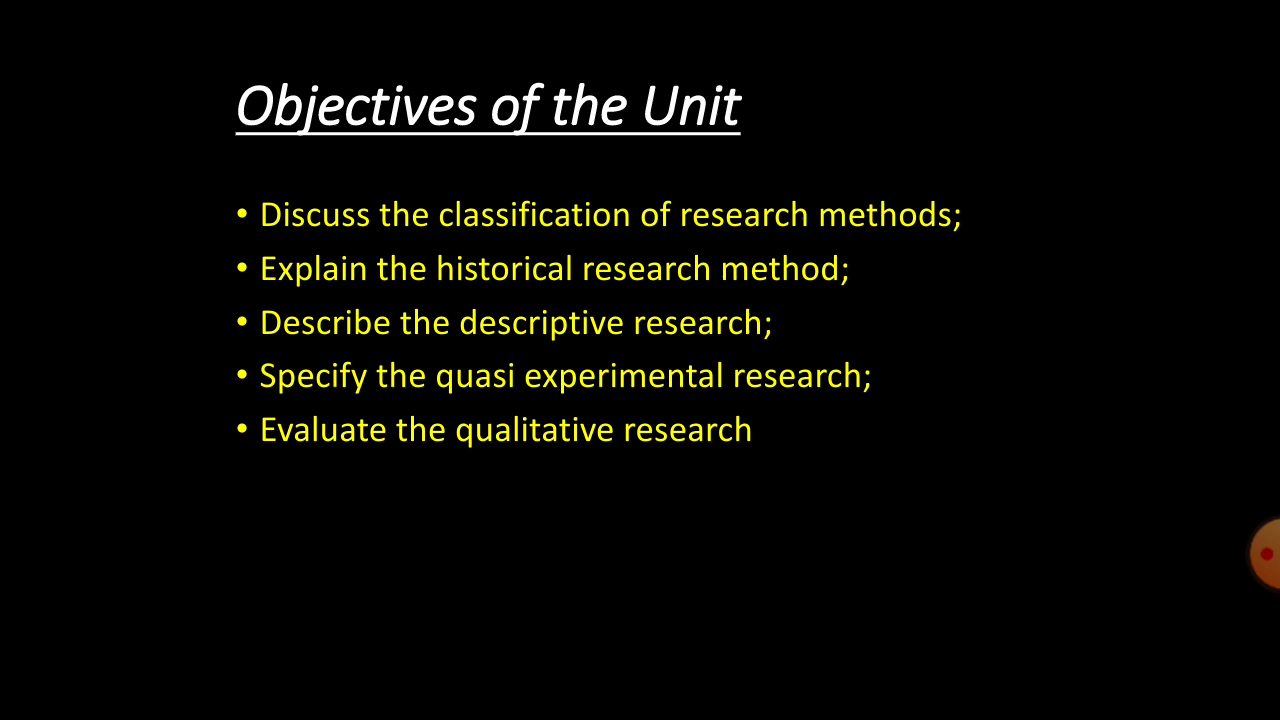 Objectives of the Unit
• Discuss the classification of research methods;
• Explain the historical research method;
• Describe the descriptive research;
• Specify the quasi experimental research;
• Evaluate the qualitative research